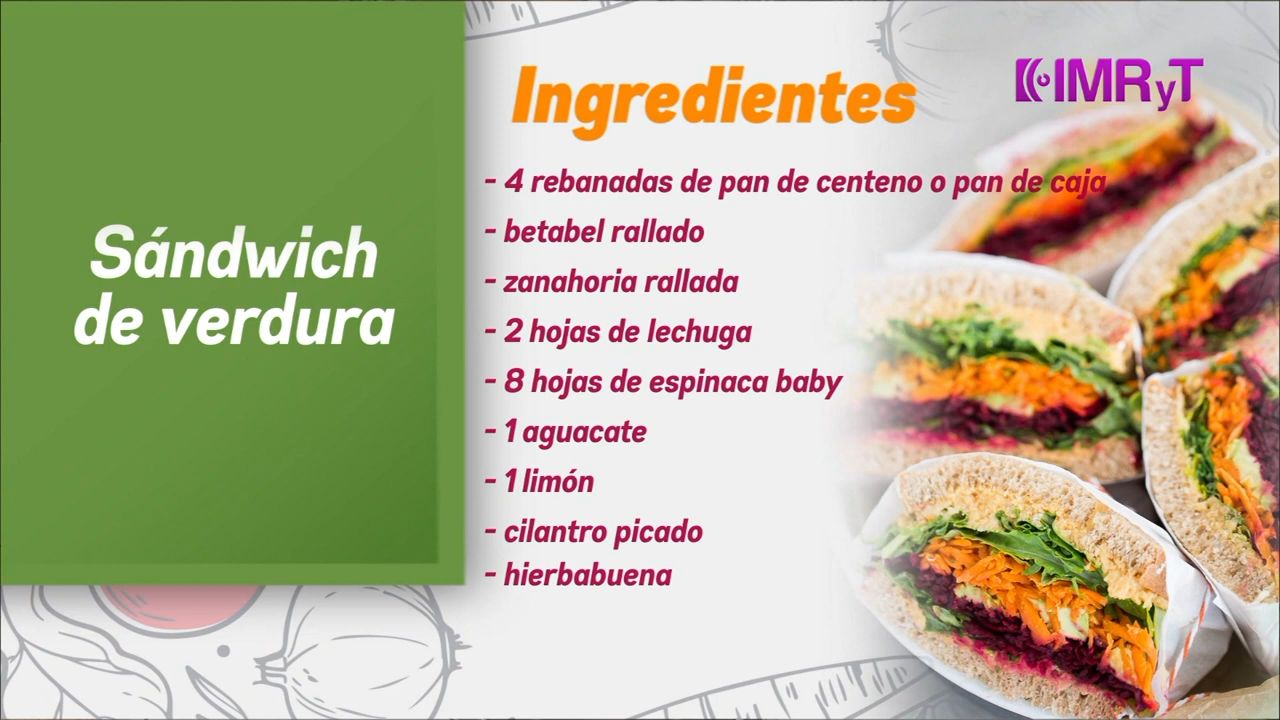 Sándwich
de verdura
Ingredientes
IMRyT
- 4 rebanadas de pan de centeno o pan de caja
- betabel rallado
- zanahoria rallada
- 2 hojas de lechuga
- 8 hojas de espinaca baby
- 1 aguacate
- 1 limón
- cilantro picado
- hierbabuena